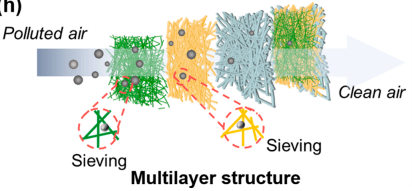 (h)
Polluted air
Clean air
Sieving
Sieving
Multilayer structure